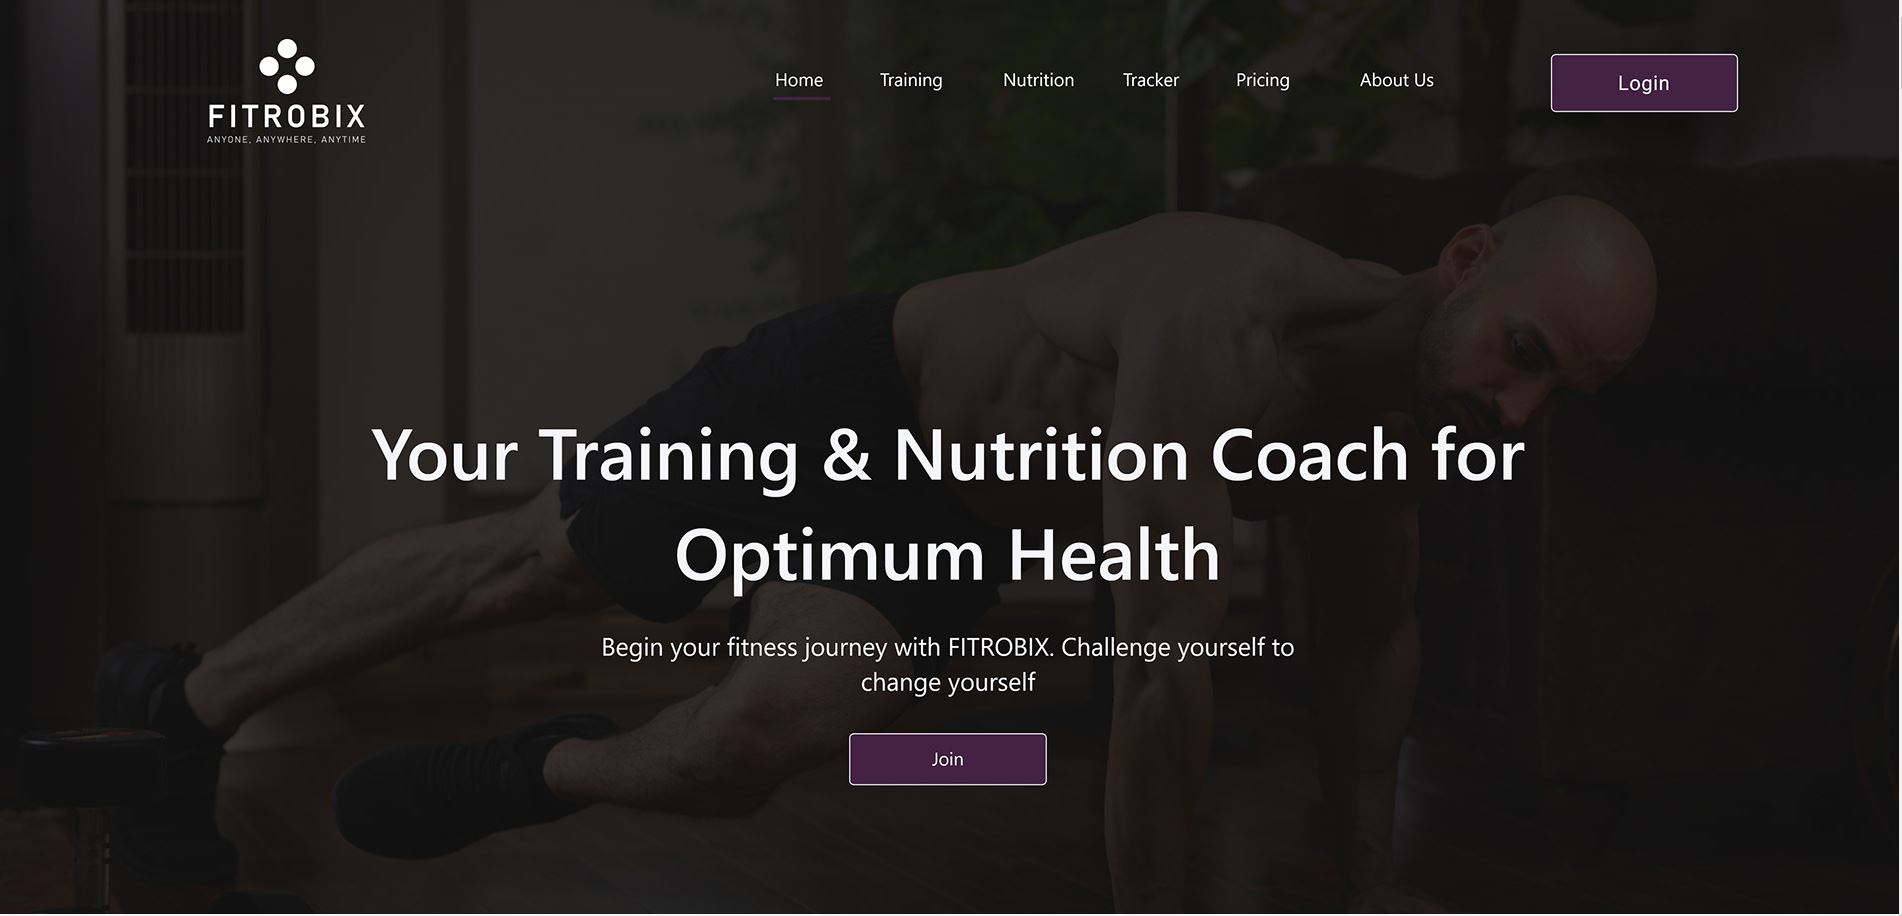 FITROBIX
ANYONE, ANYWHERE, ANYTIME
Home
Training
Nutrition
Tracker
Pricing
About Us
Login
Your Training & Nutrition Coach for
Optimum Health
Begin your fitness journey with FITROBIX. Challenge yourself to
change yourself
Join